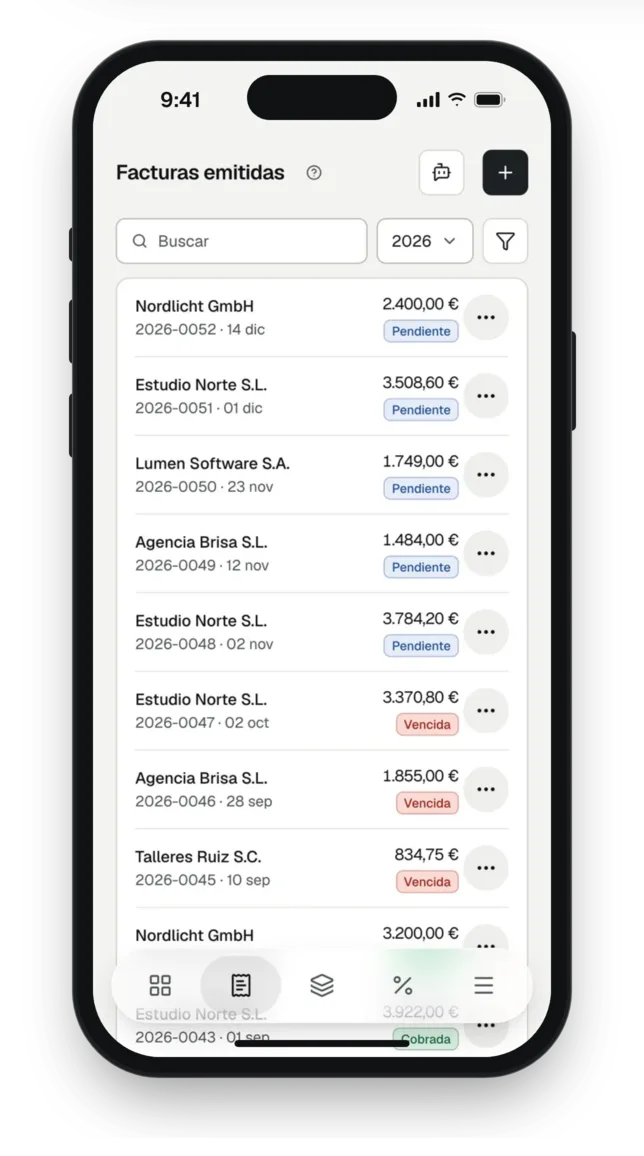 9:41
Facturas emitidas
Buscar
2026
Nordlicht GmbH 2.400,00 €
2026-0052 · 14 dic Pendiente
Estudio Norte S.L. 3.508,60 €
2026-0051 · 01 dic Pendiente
Lumen Software S.A. 1.749,00 €
2026-0050 · 23 nov Pendiente
Agencia Brisa S.L. 1.484,00 €
2026-0049 · 12 nov Pendiente
Estudio Norte S.L. 3.784,20 €
2026-0048 · 02 nov Pendiente
Estudio Norte S.L. 3.370,80 €
2026-0047 · 02 oct Vencida
Agencia Brisa S.L. 1.855,00 €
2026-0046 · 28 sep Vencida
Talleres Ruiz S.C. 834,75 €
2026-0045 · 10 sep Vencida
Nordlicht GmbH 3.200,00 €
Estudio Norte S.L. 3.922,00 €
2026-0043 · 01 sep Cobrada